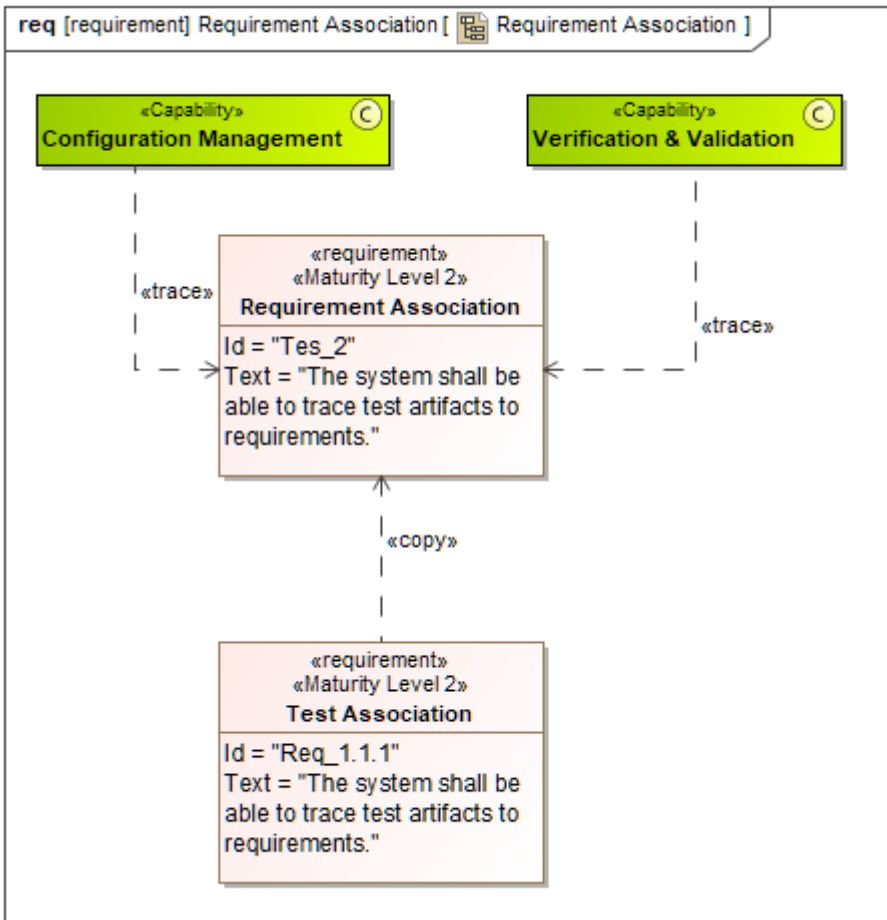 req [requirement] Requirement Association [ Requirement Association ]
«Capability»
C
Configuration Management
«Capability»
C
Verification & Validation
«trace»
«trace»
«requirement»
«Maturity Level 2»
Requirement Association
Id = "Tes_2"
Text = "The system shall be
able to trace test artifacts to
requirements."
«copy»
«requirement»
«Maturity Level 2»
Test Association
Id = "Req_1.1.1"
Text = "The system shall be
able to trace test artifacts to
requirements."